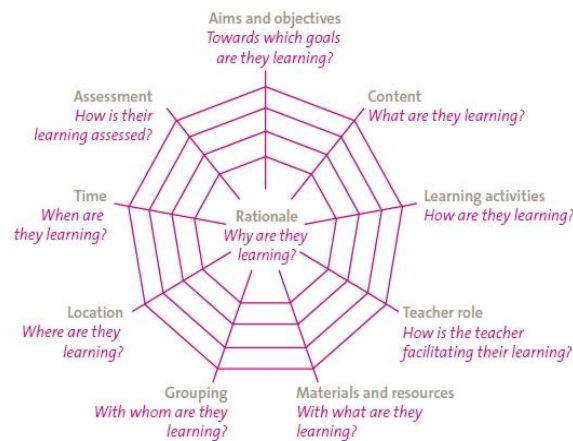 Aims and objectives
Towards which goals
are they learning?
Assessment
How is their
learning assessed?
Content
What are they learning?
Time
When are
they learning?
Rationale
Why are they
learning?
Learning activities
How are they learning?
Location
Where are they
learning?
Teacher role
How is the teacher
facilitating their learning?
Grouping
With whom are they
learning?
Materials and resources
With what are they
learning?